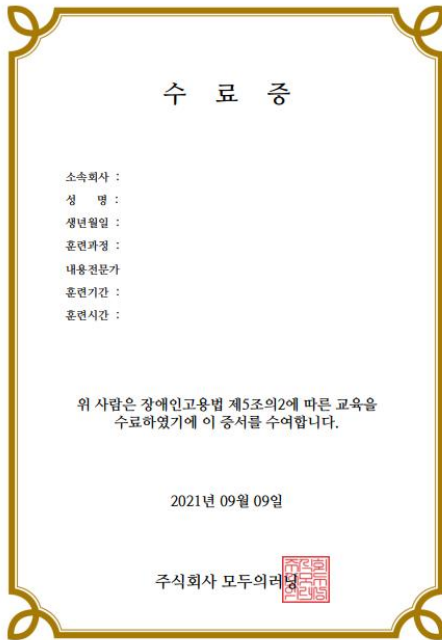 수 료 증
소속회사 :
성 명 :
생년월일 :
훈련과정 :
내용전문가
훈련기간 :
훈련시간 :
위 사람은 장애인고용법 제5조의2에 따른 교육을
수료하였기에 이 증서를 수여합니다.
2021년 09월 09일
주식회사 모두의러닝